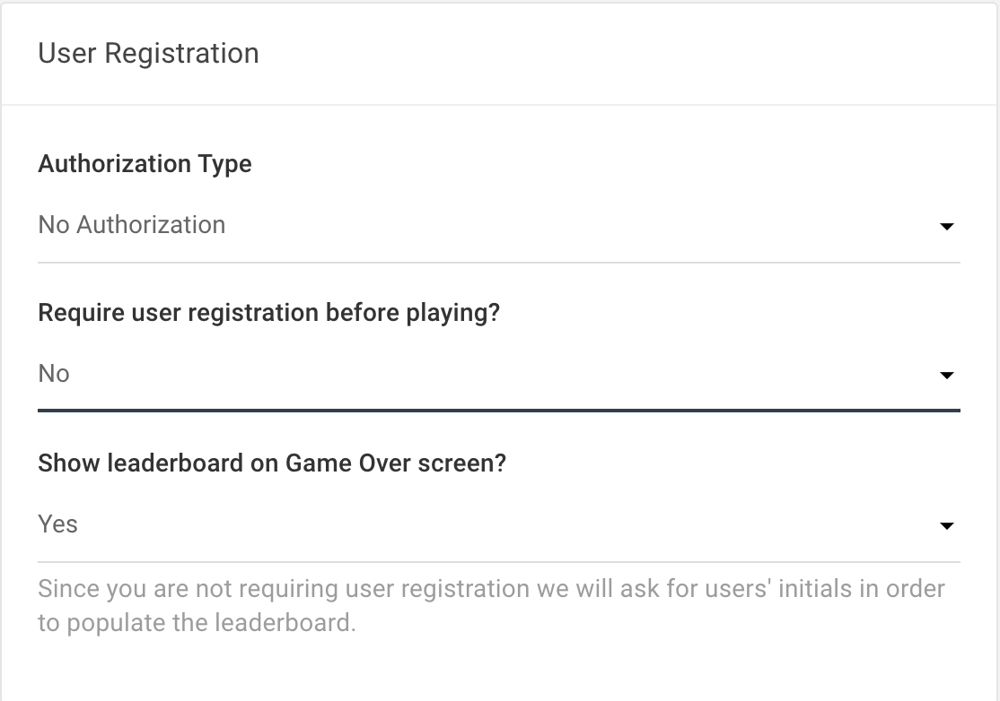 User Registration
Authorization Type
No Authorization
Require user registration before playing?
No
Show leaderboard on Game Over screen?
Yes
Since you are not requiring user registration we will ask for users' initials in order
to populate the leaderboard.